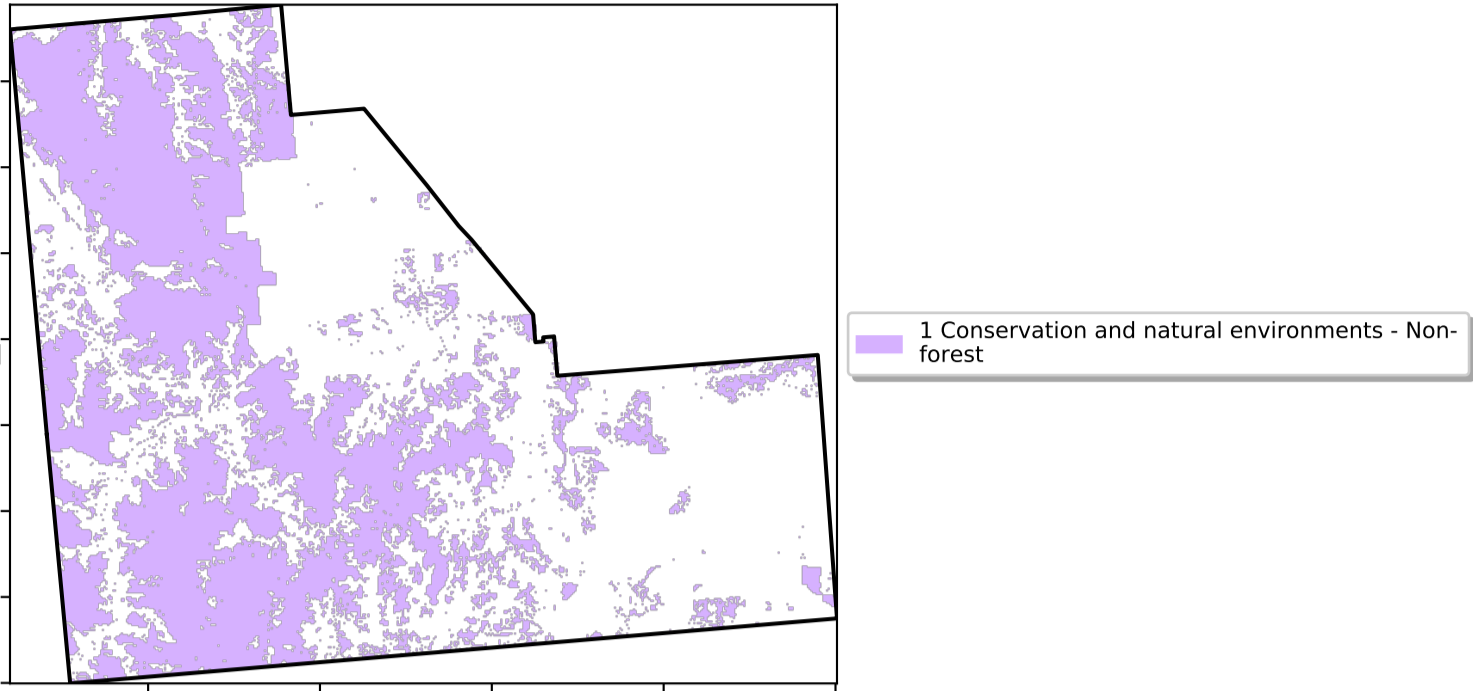 1 Conservation and natural environments - Non-
forest